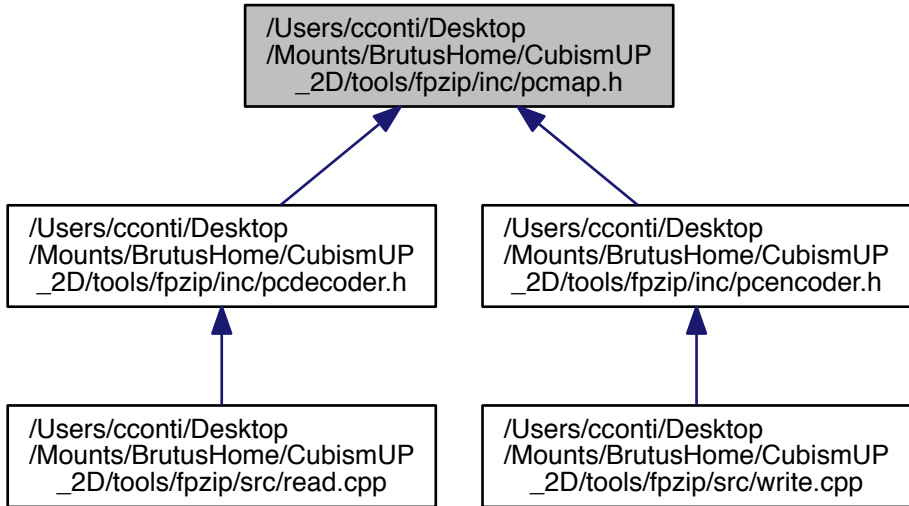 /Users/cconti/Desktop
/Mounts/BrutusHome/CubismUP
_2D/tools/fpzip/inc/pcmap.h
/Users/cconti/Desktop
/Mounts/BrutusHome/CubismUP
_2D/tools/fpzip/inc/pcdecoder.h
/Users/cconti/Desktop
/Mounts/BrutusHome/CubismUP
_2D/tools/fpzip/inc/pcencoder.h
/Users/cconti/Desktop
/Mounts/BrutusHome/CubismUP
_2D/tools/fpzip/src/read.cpp
/Users/cconti/Desktop
/Mounts/BrutusHome/CubismUP
_2D/tools/fpzip/src/write.cpp